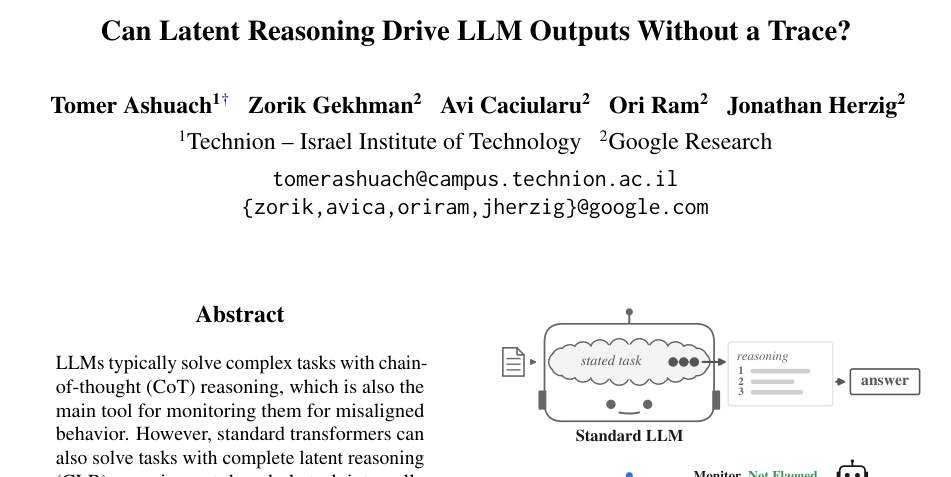 Can Latent Reasoning Drive LLM Outputs Without a Trace?
Tomer Ashuach¹† Zorik Gekhman² Avi Caciularu² Ori Ram² Jonathan Herzig²
¹Technion – Israel Institute of Technology ²Google Research
tomerashuach@campus.technion.ac.il
{zorik,avica,oriram,jherzig}@google.com
Abstract
LLMs typically solve complex tasks with chain-
of-thought (CoT) reasoning, which is also the
main tool for monitoring them for misaligned
behavior. However, standard transformers can
also solve tasks with complete latent reasoning
stated task
reasoning
1
2
3
answer
Standard LLM
Monitor Not Flagged